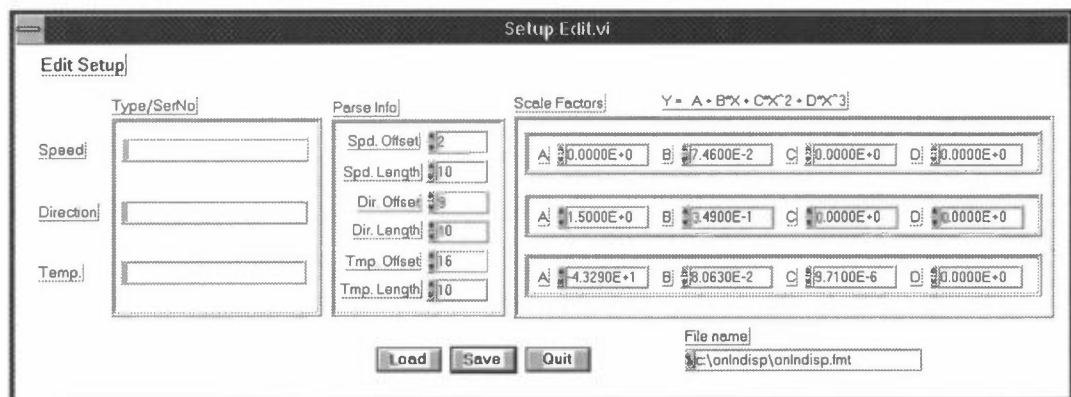 Setup Edit.vi
Edit Setup
Type/SerNo
Speed
Direction
Temp.
Parse Info
Spd. Offset 2
Spd. Length 10
Dir. Offset 9
Dir. Length 10
Tmp. Offset 16
Tmp. Length 10
Scale Factors Y = A + B*X + C*X^2 + D*X^3
A 0.0000E+0 B 7.4600E-2 C 0.0000E+0 D 0.0000E+0
A 1.5000E+0 B 3.4900E-1 C 0.0000E+0 D 0.0000E+0
A -4.3290E+1 B 8.0630E-2 C 9.7100E-6 D 0.0000E+0
Load Save Quit
File name
c:\onlndisp\onlndisp.fmt